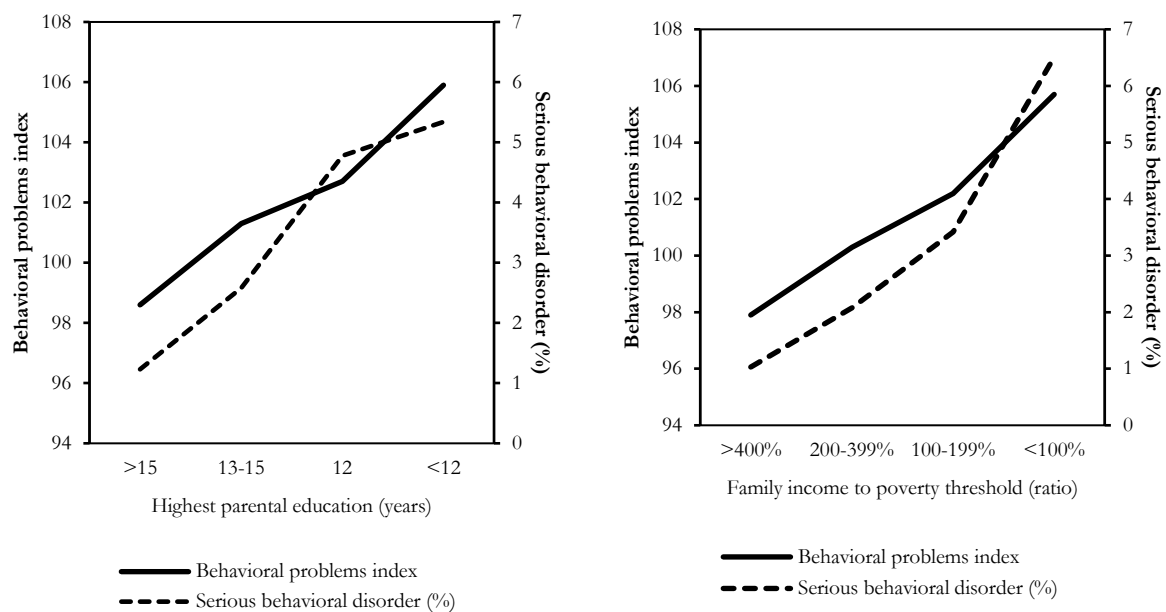 108
106
104
102
100
98
96
94
Behavioral problems index
7
6
5
4
3
2
1
0
Serious behavioral disorder (%)
>15 13-15 12 <12
Highest parental education (years)
Behavioral problems index
Serious behavioral disorder (%)
108
106
104
102
100
98
96
94
Behavioral problems index
7
6
5
4
3
2
1
0
Serious behavioral disorder (%)
>400% 200-399% 100-199% <100%
Family income to poverty threshold (ratio)
Behavioral problems index
Serious behavioral disorder (%)